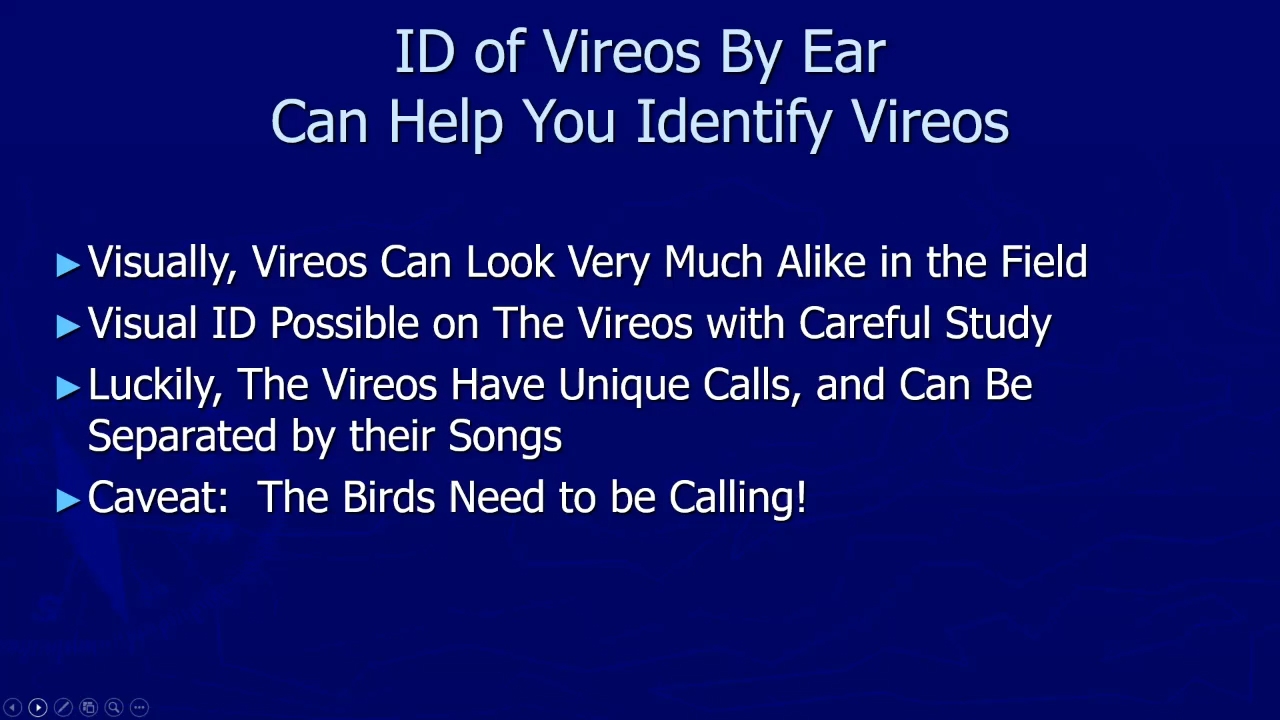 ID of Vireos By Ear
Can Help You Identify Vireos
►Visually, Vireos Can Look Very Much Alike in the Field
►Visual ID Possible on The Vireos with Careful Study
►Luckily, The Vireos Have Unique Calls, and Can Be
Separated by their Songs
►Caveat:  The Birds Need to be Calling!